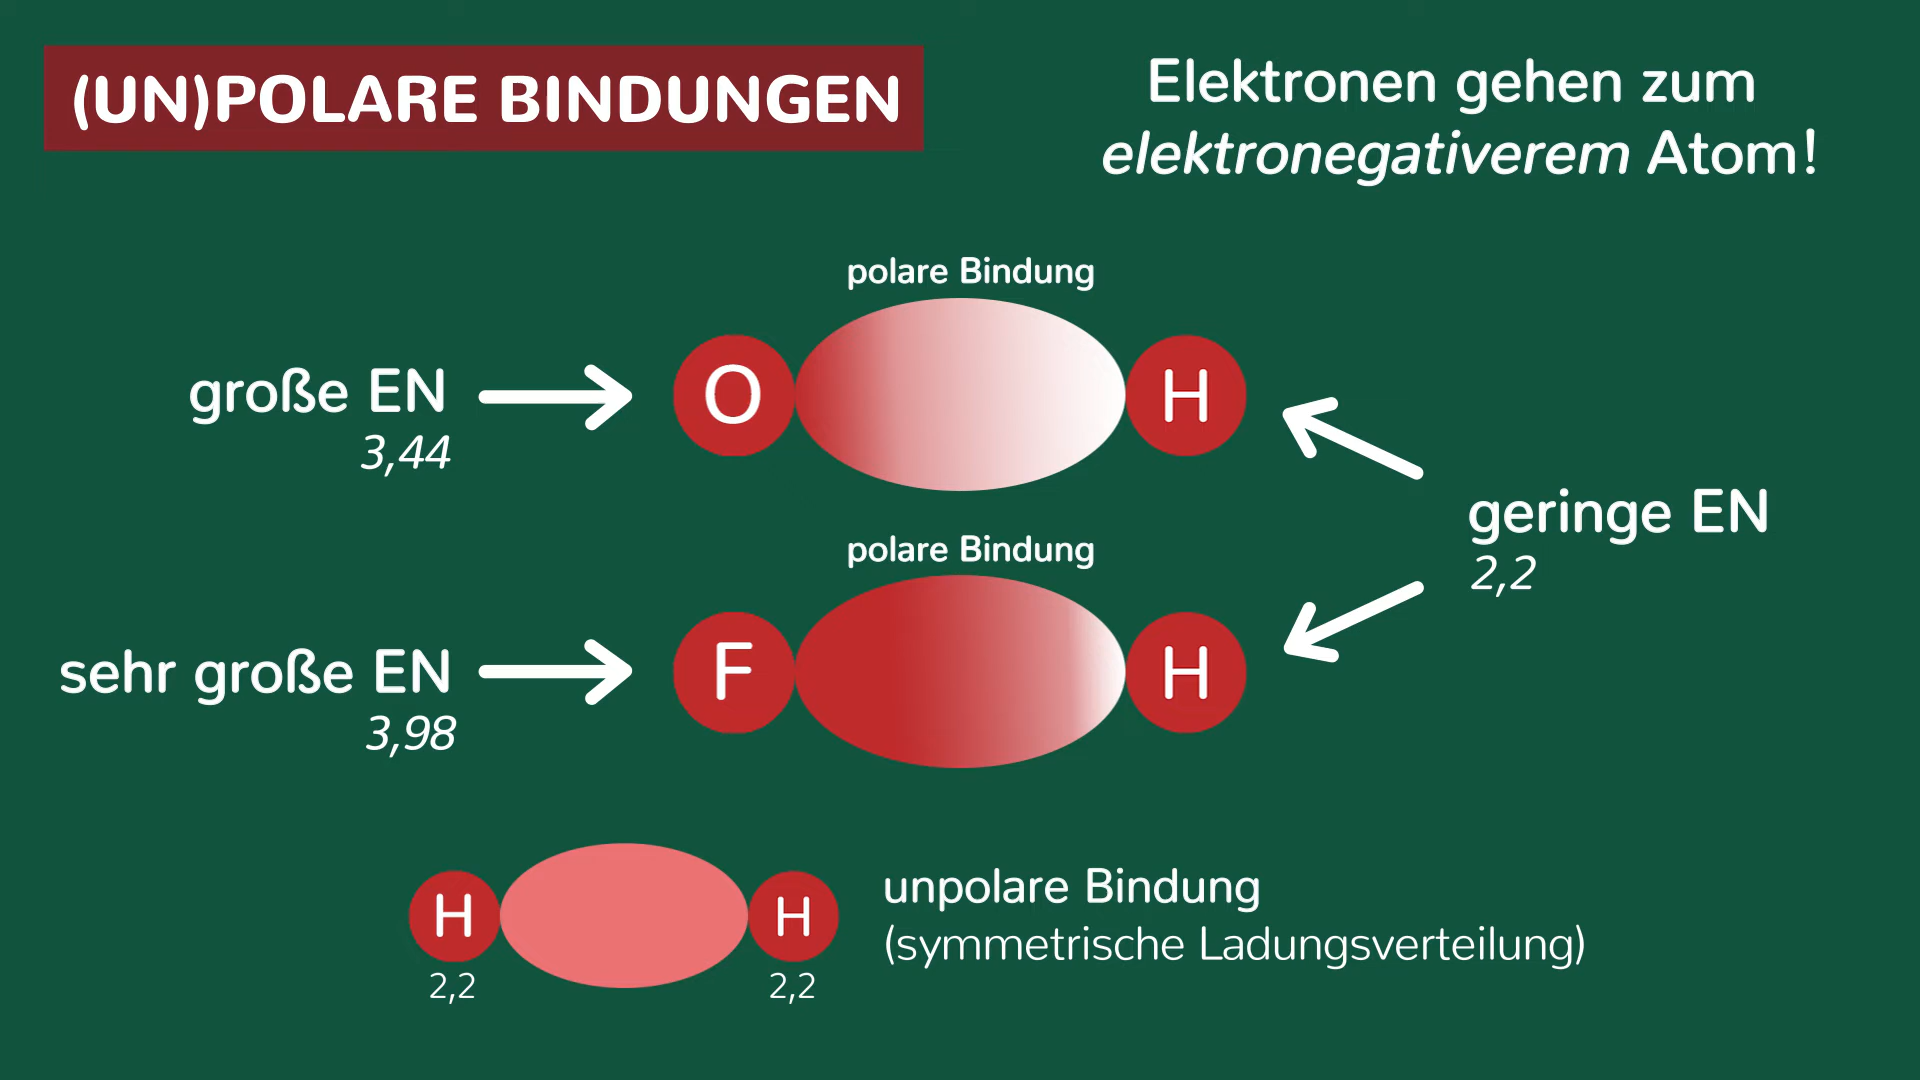 (UN)POLARE BINDUNGEN
Elektronen gehen zum
elektronegativerem Atom!
polare Bindung
große EN
3,44
O
H
geringe EN
2,2
polare Bindung
sehr große EN
3,98
F
H
H
H
2,2
2,2
unpolare Bindung
(symmetrische Ladungsverteilung)